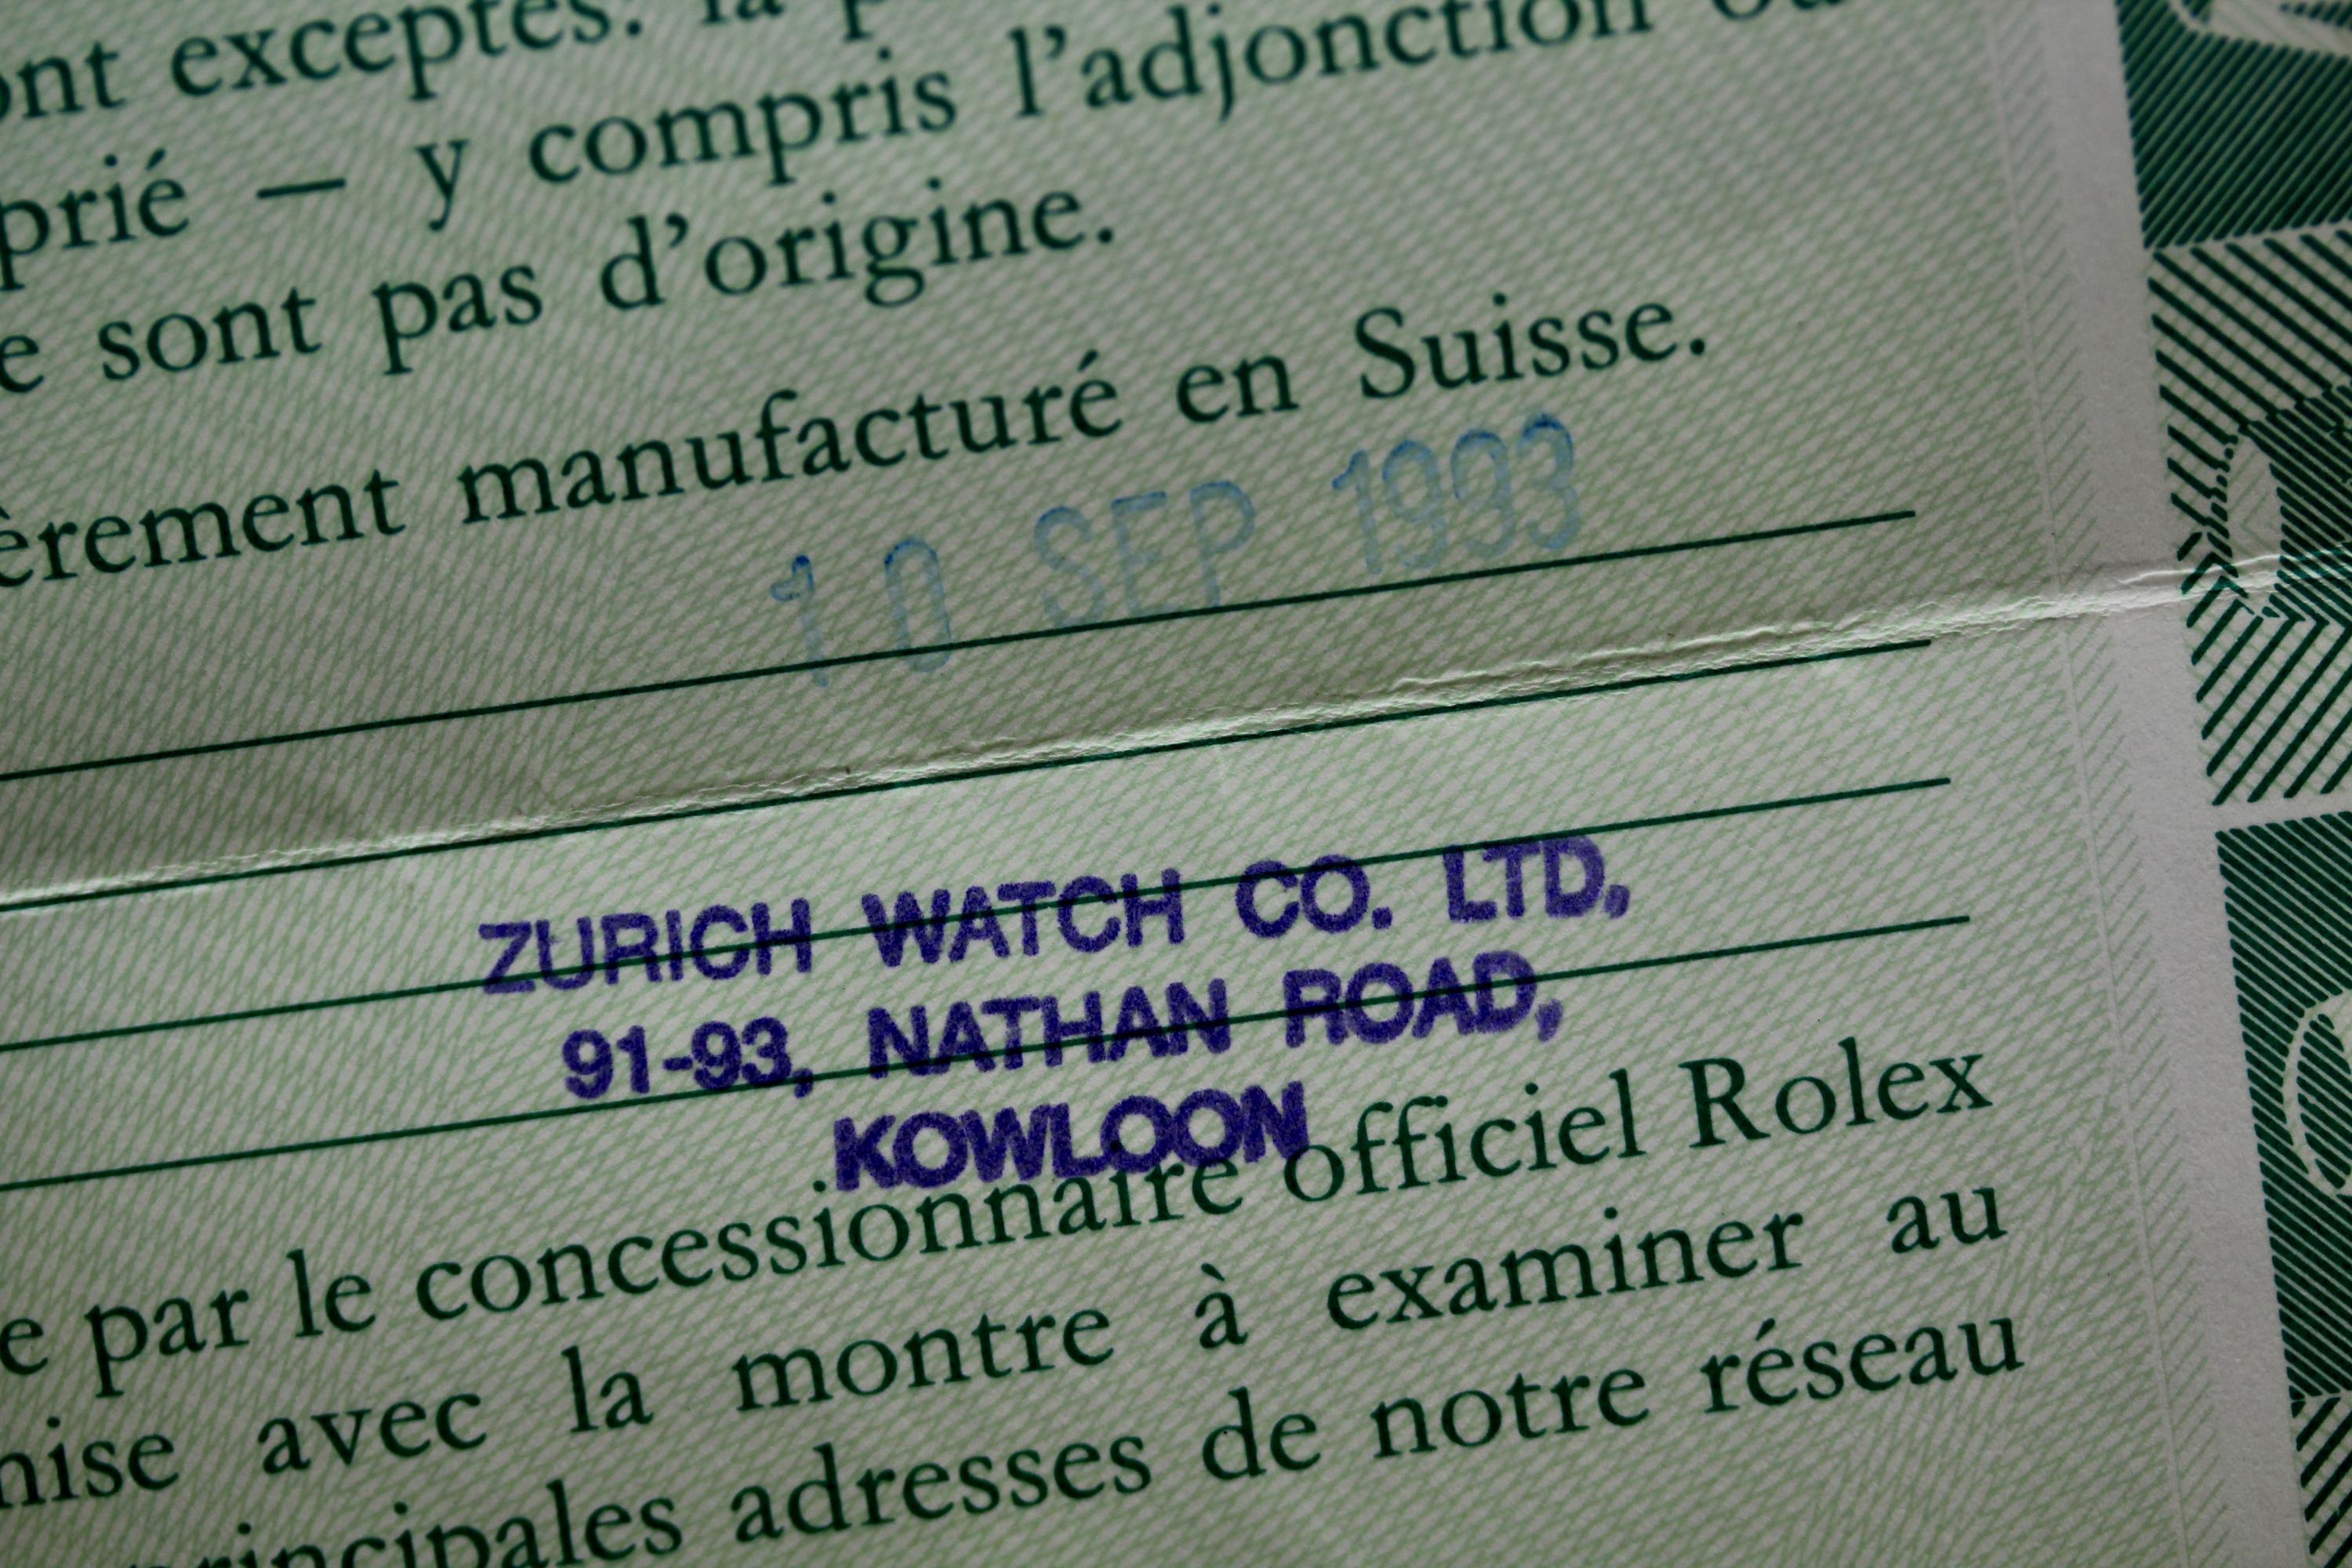 ont exceptés: la
prié — y compris l'adjonction ou
e sont pas d'origine.
èrement manufacturé en Suisse.
10 SEP 1993
ZURICH WATCH CO. LTD,
91-93, NATHAN ROAD,
KOWLOON
e par le concessionnaire officiel Rolex
mise avec la montre à examiner au
principales adresses de notre réseau